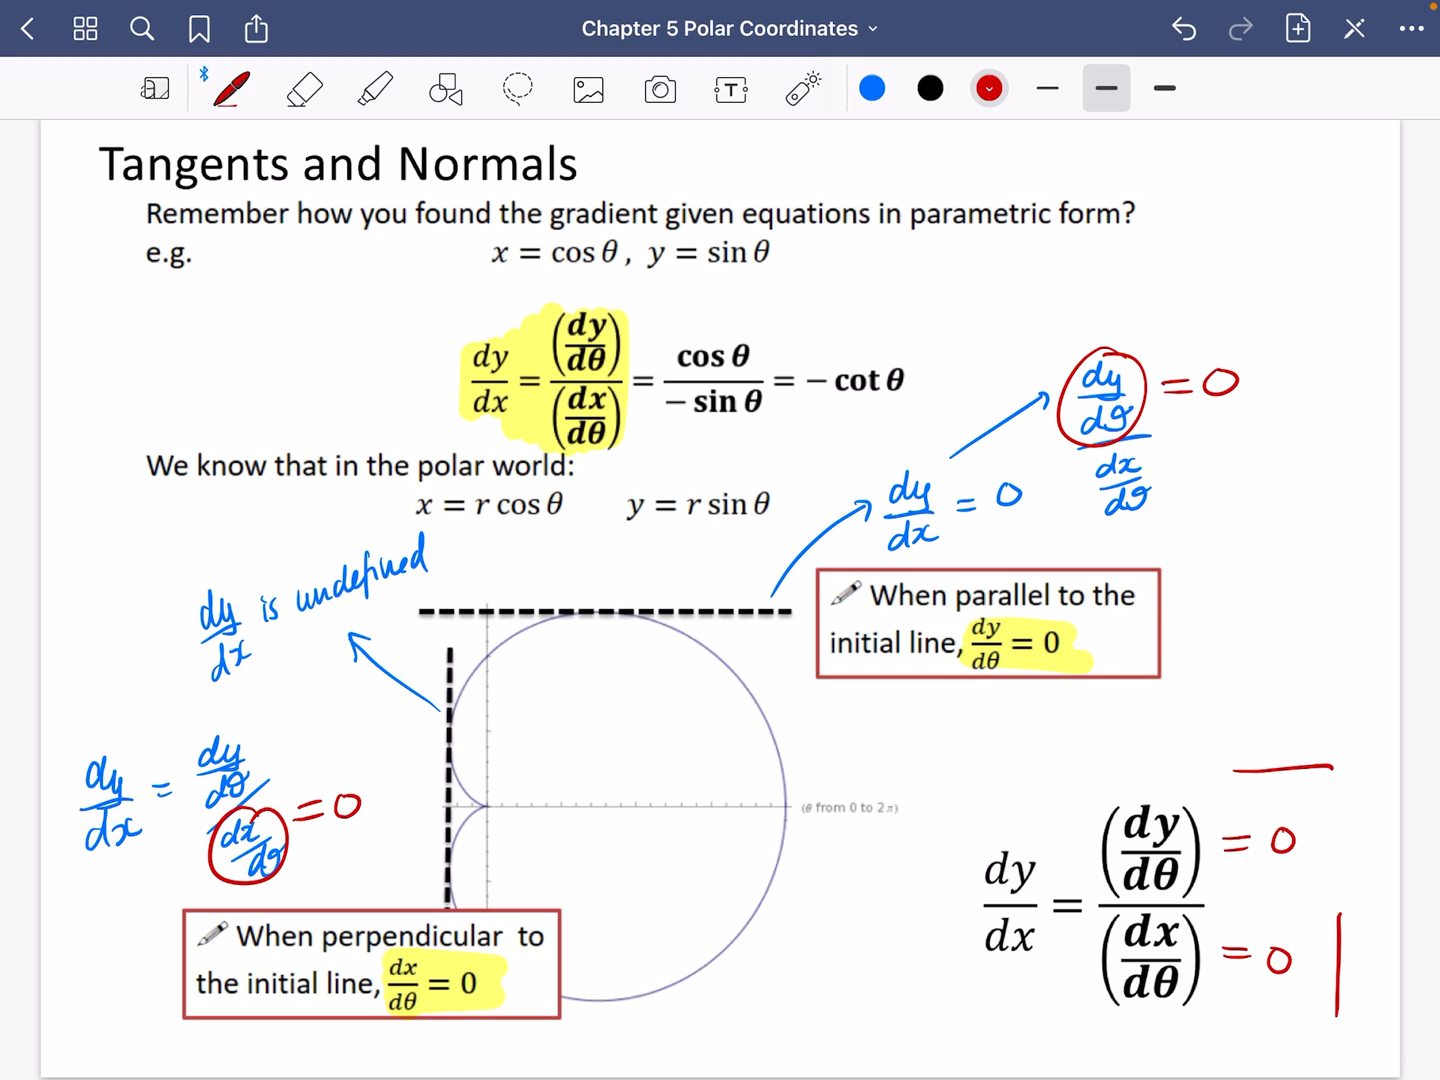 Chapter 5 Polar Coordinates
Tangents and Normals
Remember how you found the gradient given equations in parametric form?
e.g. x = cos θ , y = sin θ
dy/dx = (dy/dθ)/(dx/dθ) = cos θ/− sin θ = − cot θ
dy/dθ = 0
dx/dθ
We know that in the polar world:
x = r cos θ y = r sin θ
dy/dx = 0
dy/dx is undefined
When parallel to the
initial line, dy/dθ = 0
dy/dx = dy/dθ / dx/dθ = 0
(θ from 0 to 2 π)
dy/dx = (dy/dθ)/(dx/dθ)
= 0
= 0
When perpendicular to
the initial line, dx/dθ = 0